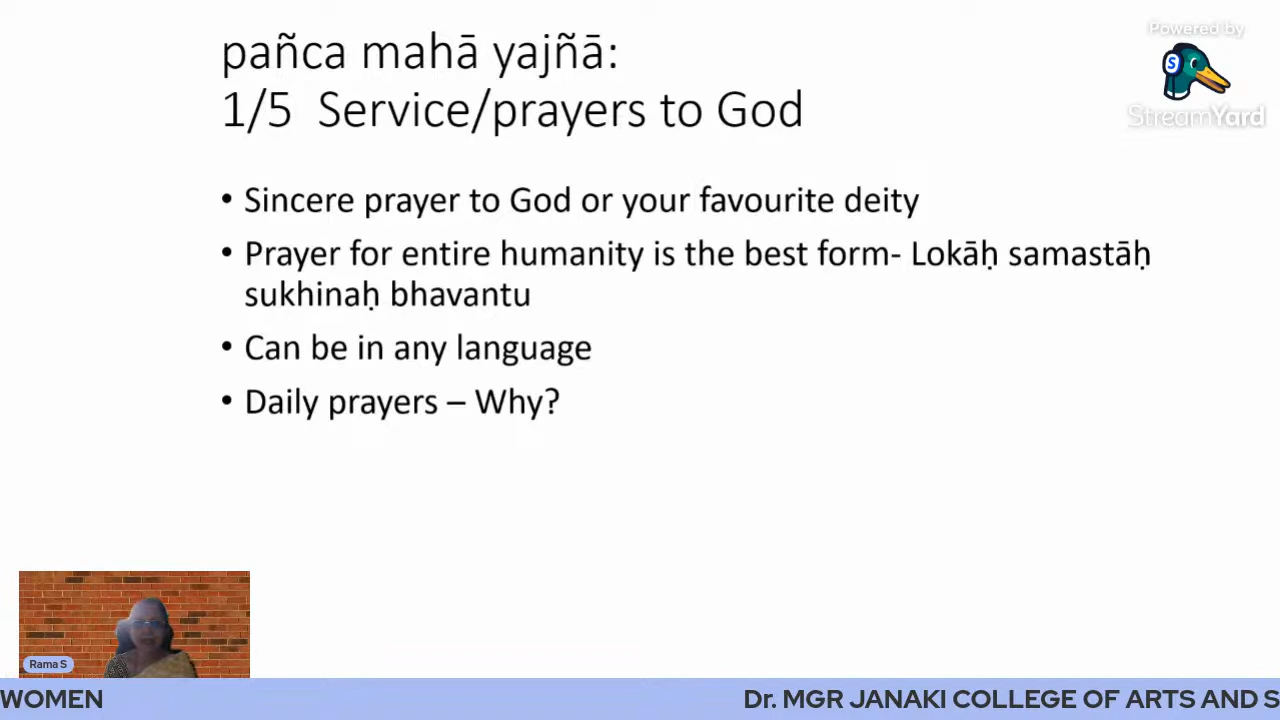 pañca mahā yajñā:
1/5 Service/prayers to God
Powered by
S
StreamYard
• Sincere prayer to God or your favourite deity
• Prayer for entire humanity is the best form- Lokāḥ samastāḥ
sukhinaḥ bhavantu
• Can be in any language
• Daily prayers – Why?
Rama S
WOMEN
Dr. MGR JANAKI COLLEGE OF ARTS AND S